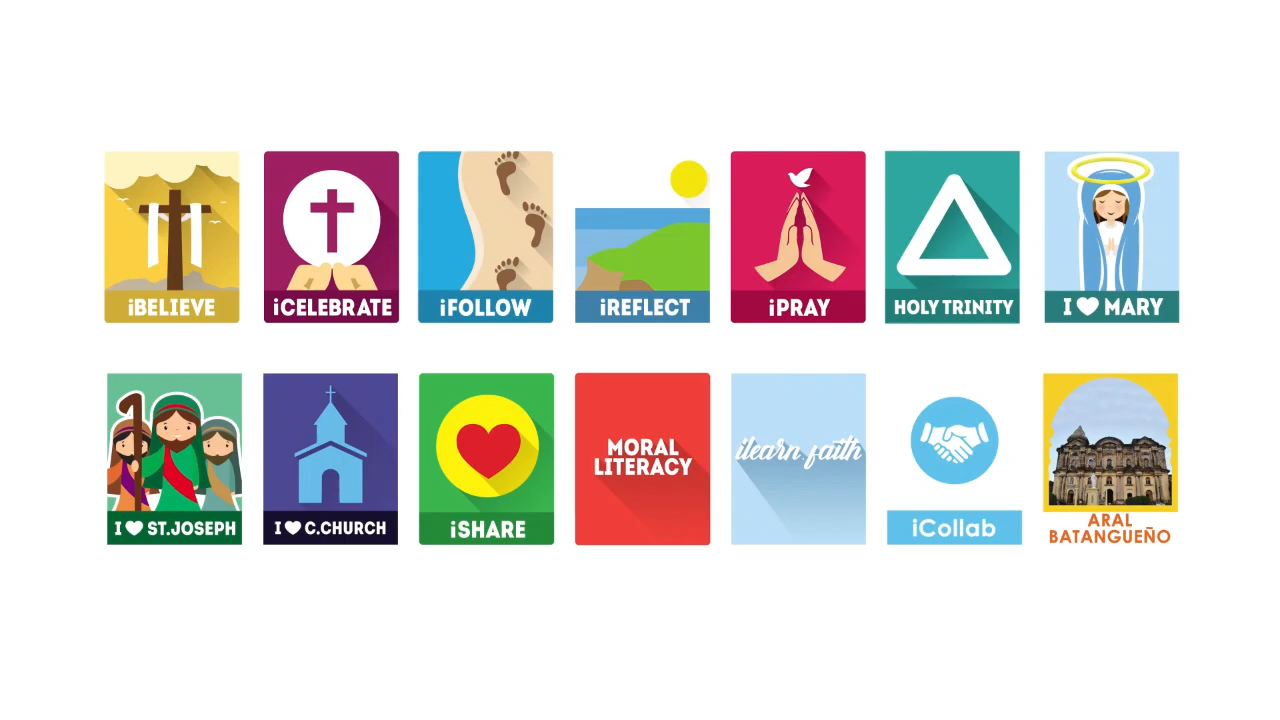 iBELIEVE
iCELEBRATE
iFOLLOW
iREFLECT
iPRAY
HOLY TRINITY
I ♥ MARY
I ♥ ST.JOSEPH
I ♥ C.CHURCH
iSHARE
MORAL
LITERACY
ilearn.faith
iCollab
ARAL
BATANGUEÑO